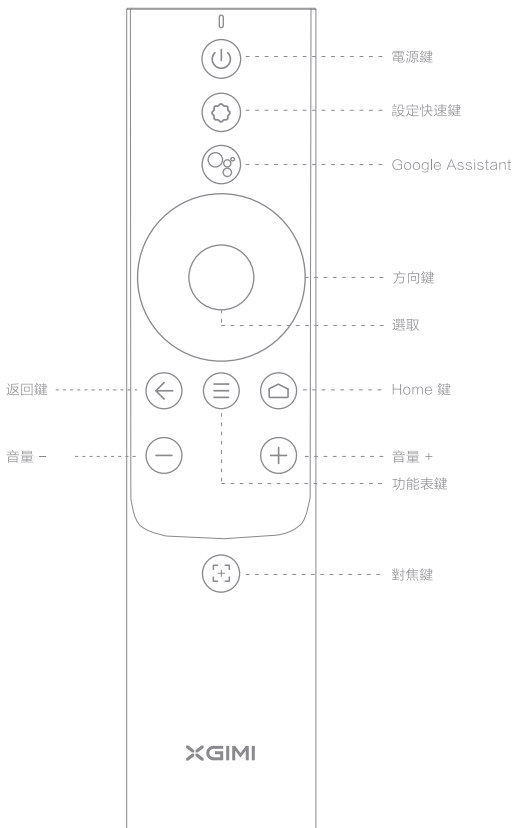 電源鍵
設定快速鍵
Google Assistant
方向鍵
選取
返回鍵
Home 鍵
音量 –
音量 +
功能表鍵
對焦鍵
XGIMI